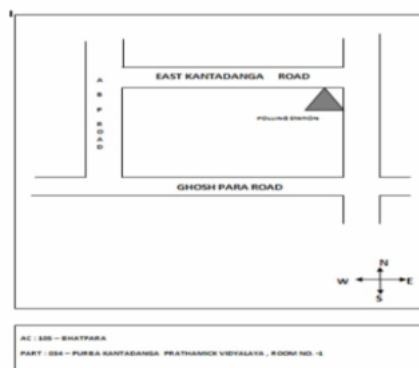 EAST KANTADANGA ROAD
A B P ROAD
POLLING STATION
GHOSH PARA ROAD
N
W E
S
AC : 105 – BHATPARA
PART : 034 – PURBA KANTADANGA PRATHAMICK VIDYALAYA , ROOM NO. -1